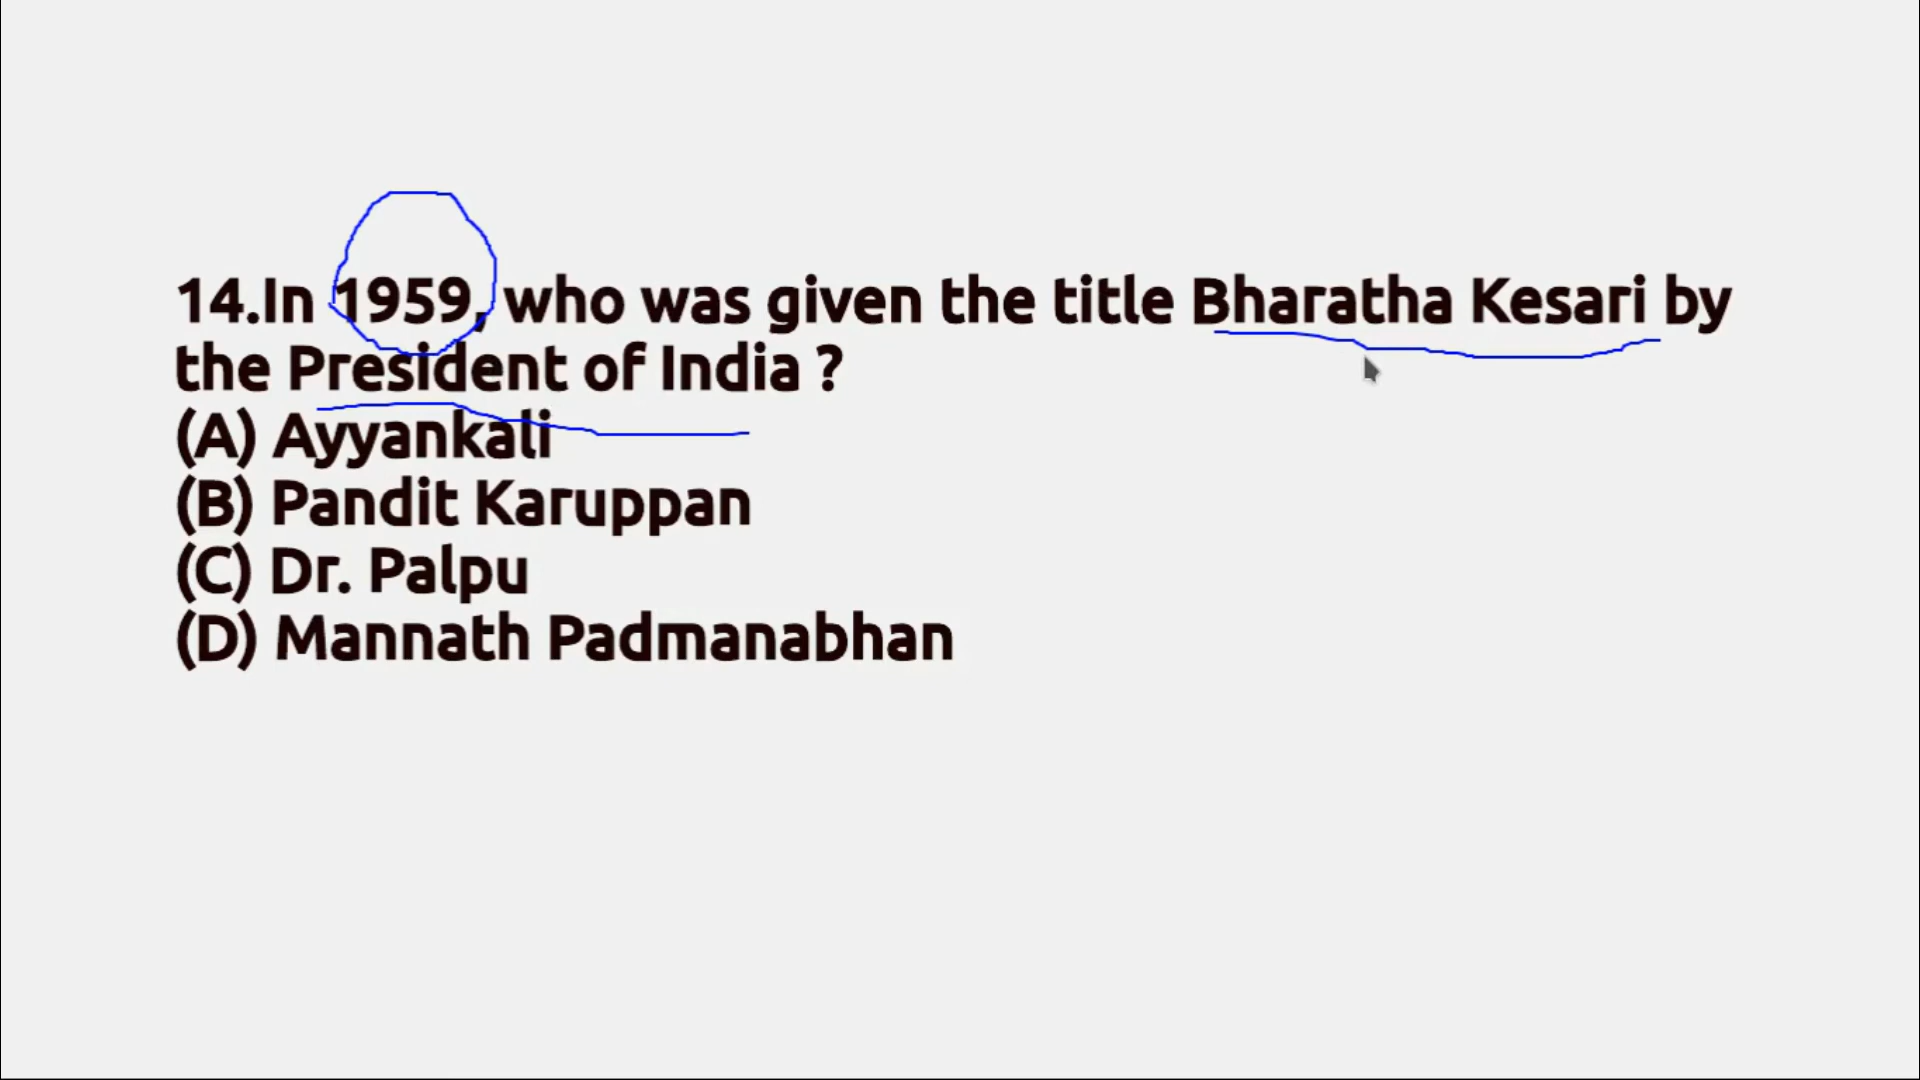 14.In 1959, who was given the title Bharatha Kesari by
the President of India ?
(A) Ayyankali
(B) Pandit Karuppan
(C) Dr. Palpu
(D) Mannath Padmanabhan